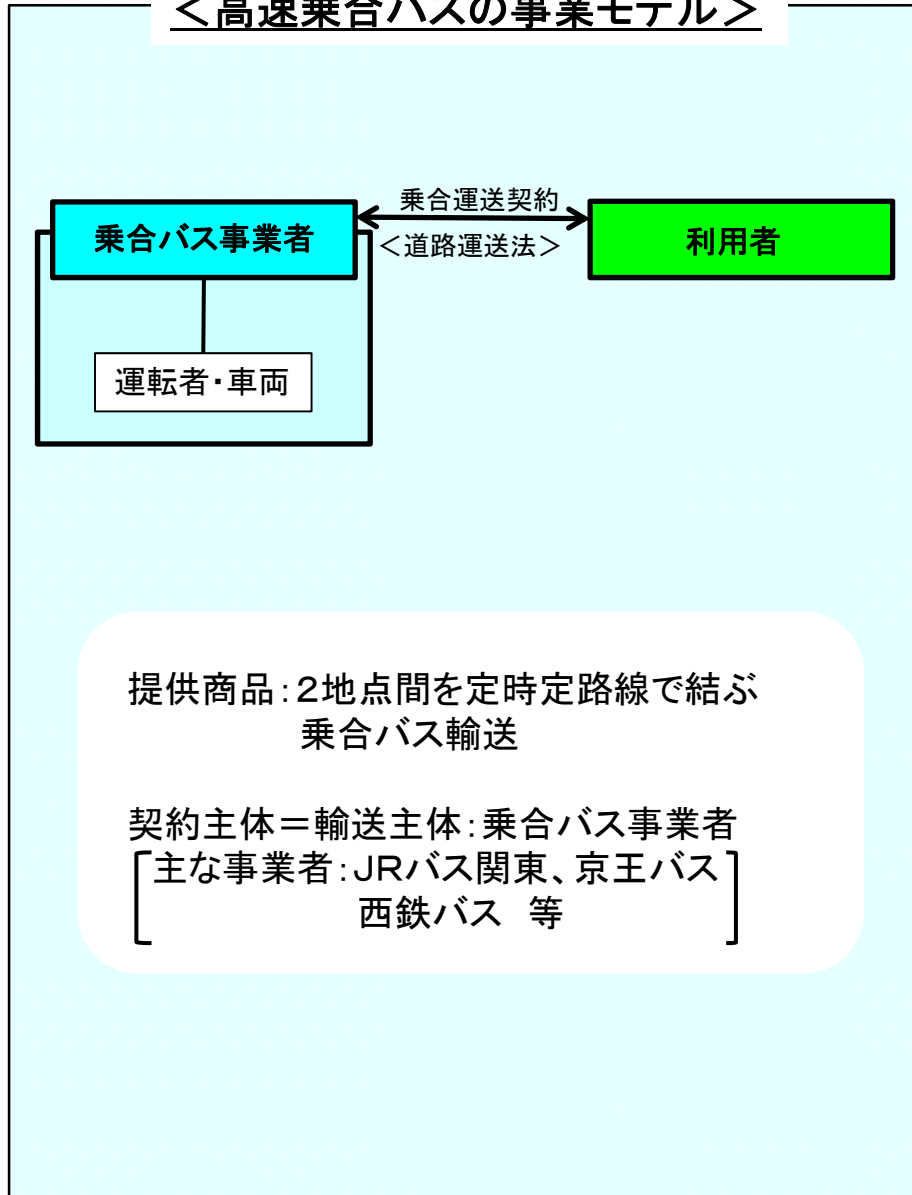 ＜高速乗合バスの事業モデル＞
乗合バス事業者
乗合運送契約
＜道路運送法＞
利用者
運転者・車両
提供商品：２地点間を定時定路線で結ぶ
乗合バス輸送
契約主体＝輸送主体：乗合バス事業者
主な事業者：ＪＲバス関東、京王バス
西鉄バス　等